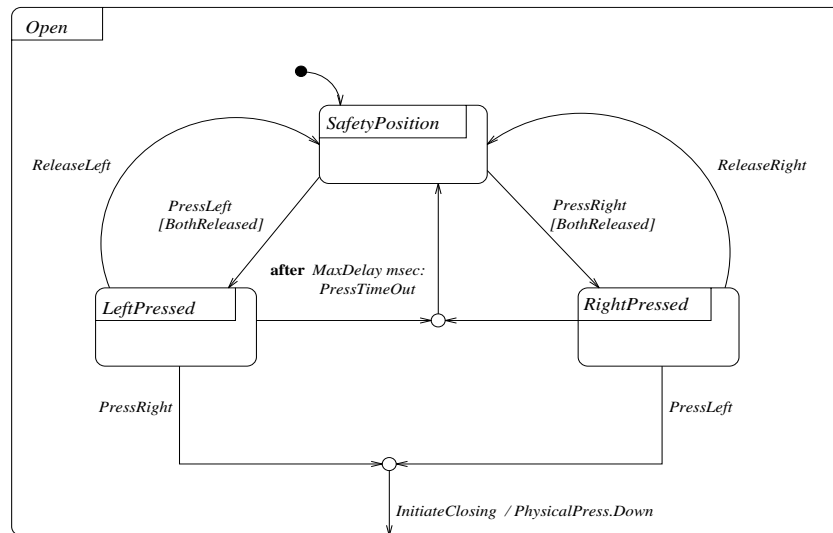 Open
SafetyPosition
ReleaseLeft
ReleaseRight
PressLeft
[BothReleased]
PressRight
[BothReleased]
after MaxDelay msec:
PressTimeOut
LeftPressed
RightPressed
PressRight
PressLeft
InitiateClosing / PhysicalPress.Down